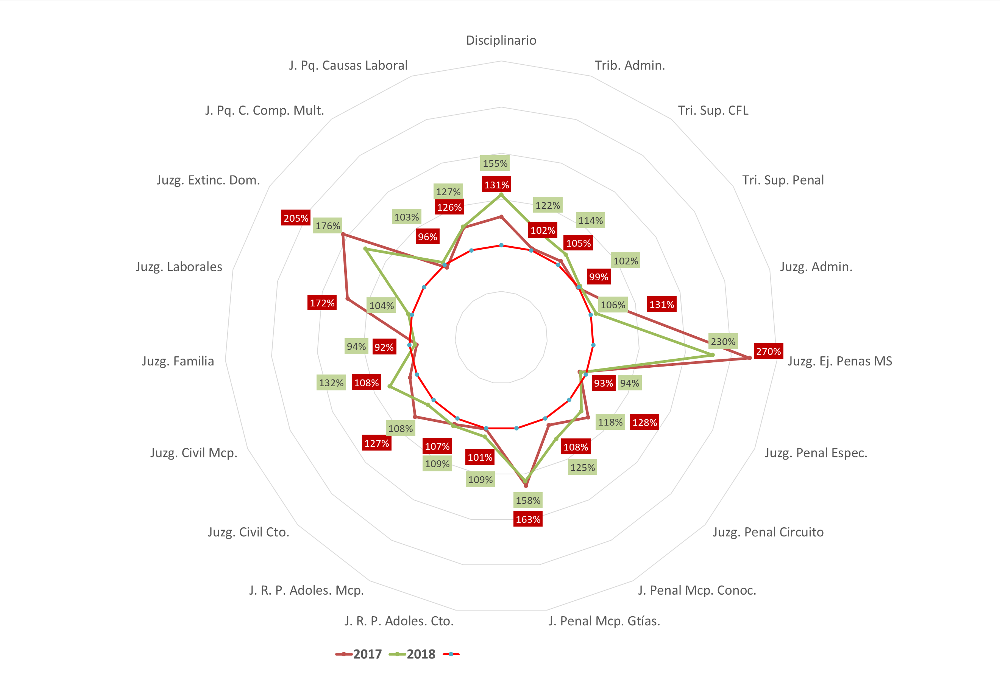 Disciplinario
J. Pq. Causas Laboral
Trib. Admin.
J. Pq. C. Comp. Mult.
Tri. Sup. CFL
155%
Juzg. Extinc. Dom.
Tri. Sup. Penal
131%
127%
122%
126%
205%
103%
114%
176%
102%
96%
105%
102%
Juzg. Laborales
Juzg. Admin.
99%
172%
104%
106%
131%
230%
94%
92%
270%
Juzg. Familia
Juzg. Ej. Penas MS
132%
108%
93%
94%
118%
128%
108%
127%
107%
108%
Juzg. Civil Mcp.
101%
Juzg. Penal Espec.
109%
125%
109%
158%
163%
Juzg. Civil Cto.
Juzg. Penal Circuito
J. R. P. Adoles. Mcp.
J. Penal Mcp. Conoc.
J. R. P. Adoles. Cto.
J. Penal Mcp. Gtías.
2017 2018